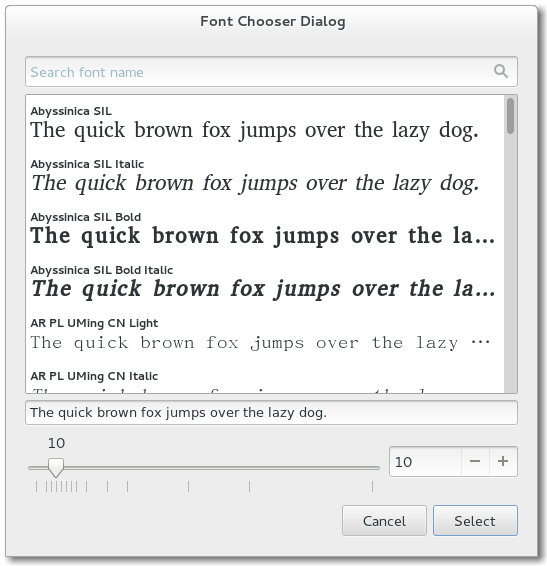 Font Chooser Dialog
Search font name
Abyssinica SIL
The quick brown fox jumps over the lazy dog.
Abyssinica SIL Italic
The quick brown fox jumps over the lazy dog.
Abyssinica SIL Bold
The quick brown fox jumps over the la...
Abyssinica SIL Bold Italic
The quick brown fox jumps over the la...
AR PL UMing CN Light
The quick brown fox jumps over the lazy ···
AR PL UMing CN Italic
The quick brown fox jumps over the lazy dog.
10
10 − +
Cancel Select